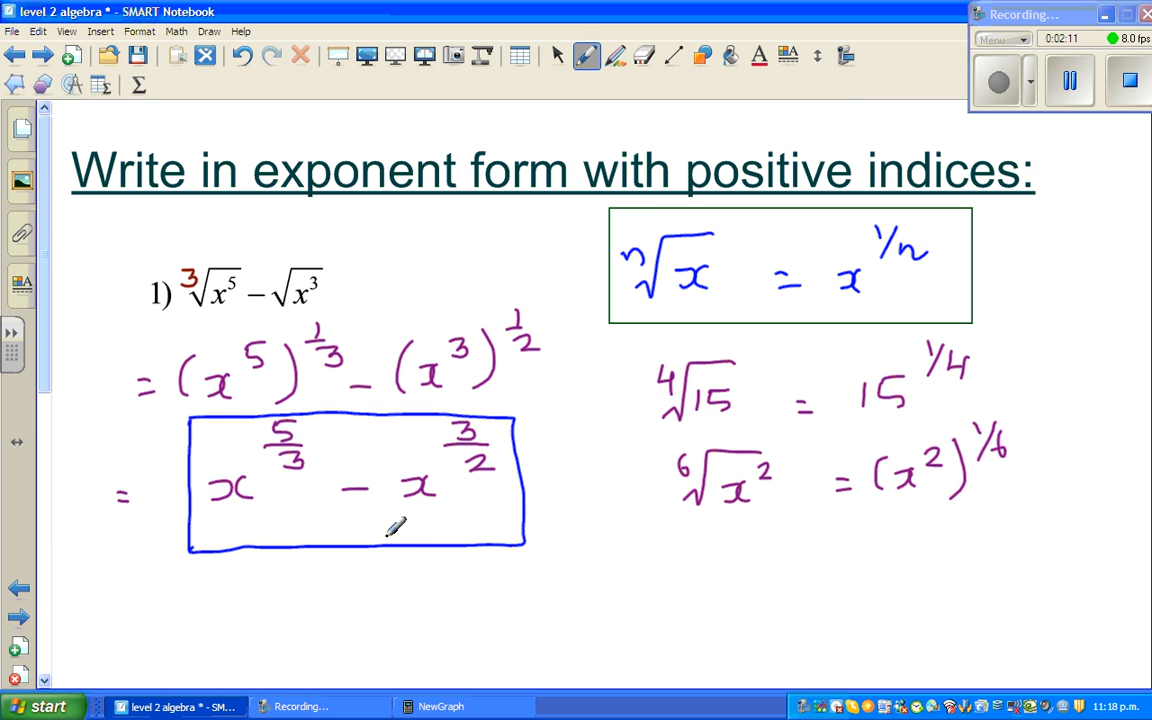 level 2 algebra * - SMART Notebook
Recording...
File Edit View Insert Format Math Draw Help
Menu 0:02:11 8.0 fps
Write in exponent form with positive indices:
ⁿ√x = x^1/n
1) ³√x⁵ − √x³
= (x⁵)^1/3 − (x³)^1/2
⁴√15 = 15^1/4
= x^5/3 − x^3/2
⁶√x² = (x²)^1/6
start level 2 algebra * - SM... Recording... NewGraph 11:18 p.m.